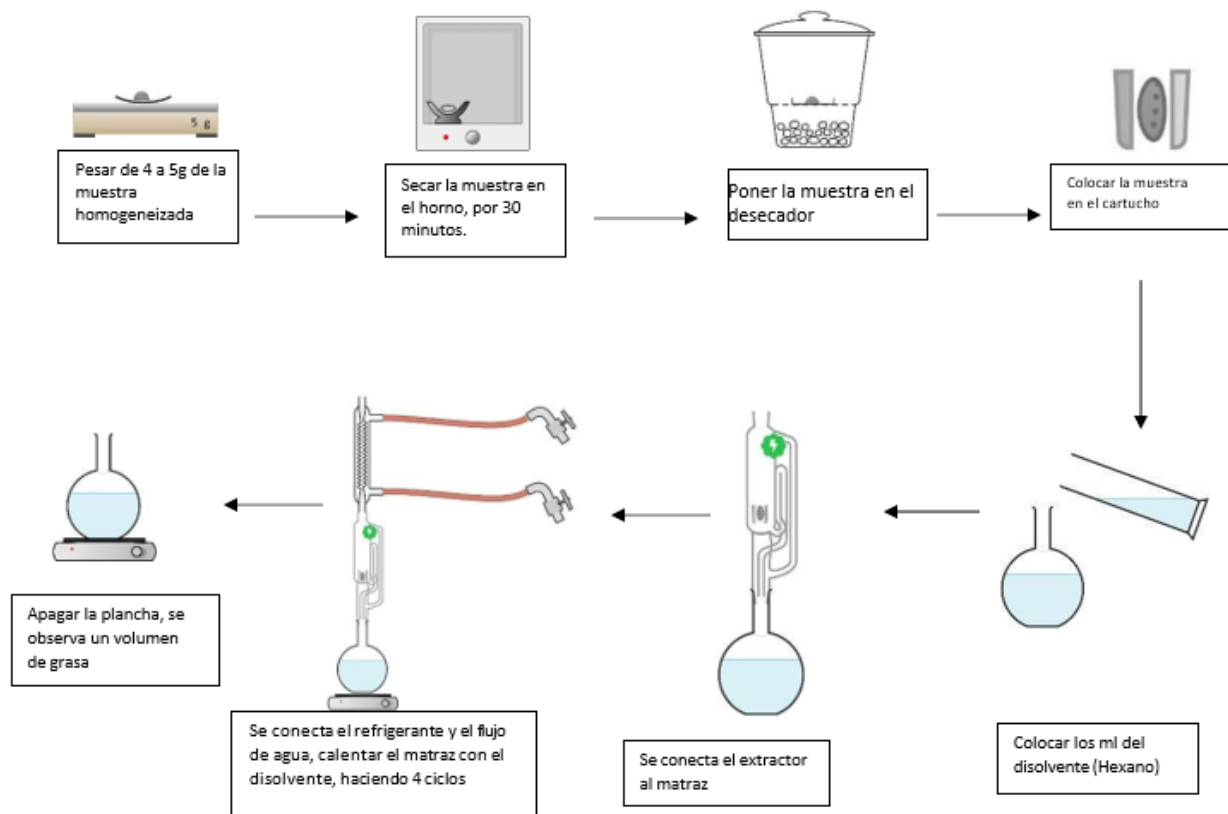 5 g
Pesar de 4 a 5g de la
muestra
homogeneizada
Secar la muestra en
el horno, por 30
minutos.
Poner la muestra en el
desecador
Colocar la muestra
en el cartucho
Colocar los ml del
disolvente (Hexano)
Se conecta el extractor
al matraz
Se conecta el refrigerante y el flujo
de agua, calentar el matraz con el
disolvente, haciendo 4 ciclos
Apagar la plancha, se
observa un volumen
de grasa